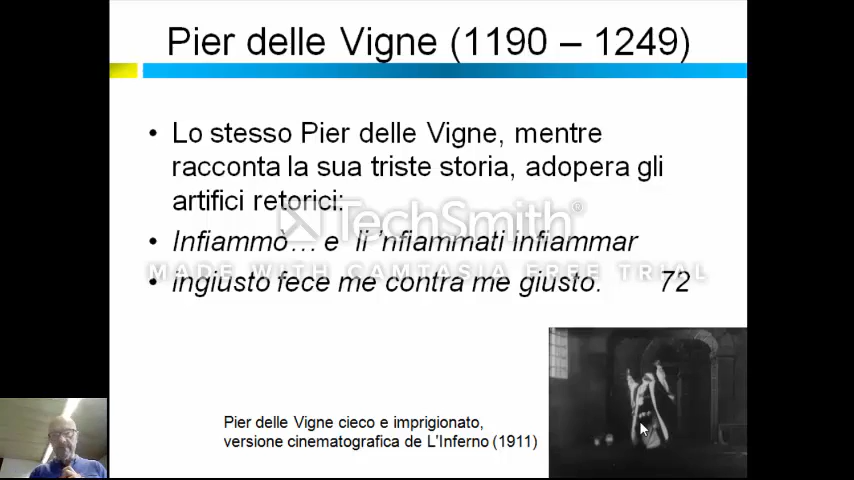 Pier delle Vigne (1190 – 1249)
• Lo stesso Pier delle Vigne, mentre
racconta la sua triste storia, adopera gli
artifici retorici:
TechSmith®
• Infiammò… e li ’nfiammati infiammar
MADE WITH CAMTASIA FREE TRIAL
• ingiusto fece me contra me giusto. 72
Pier delle Vigne cieco e imprigionato,
versione cinematografica de L'Inferno (1911)